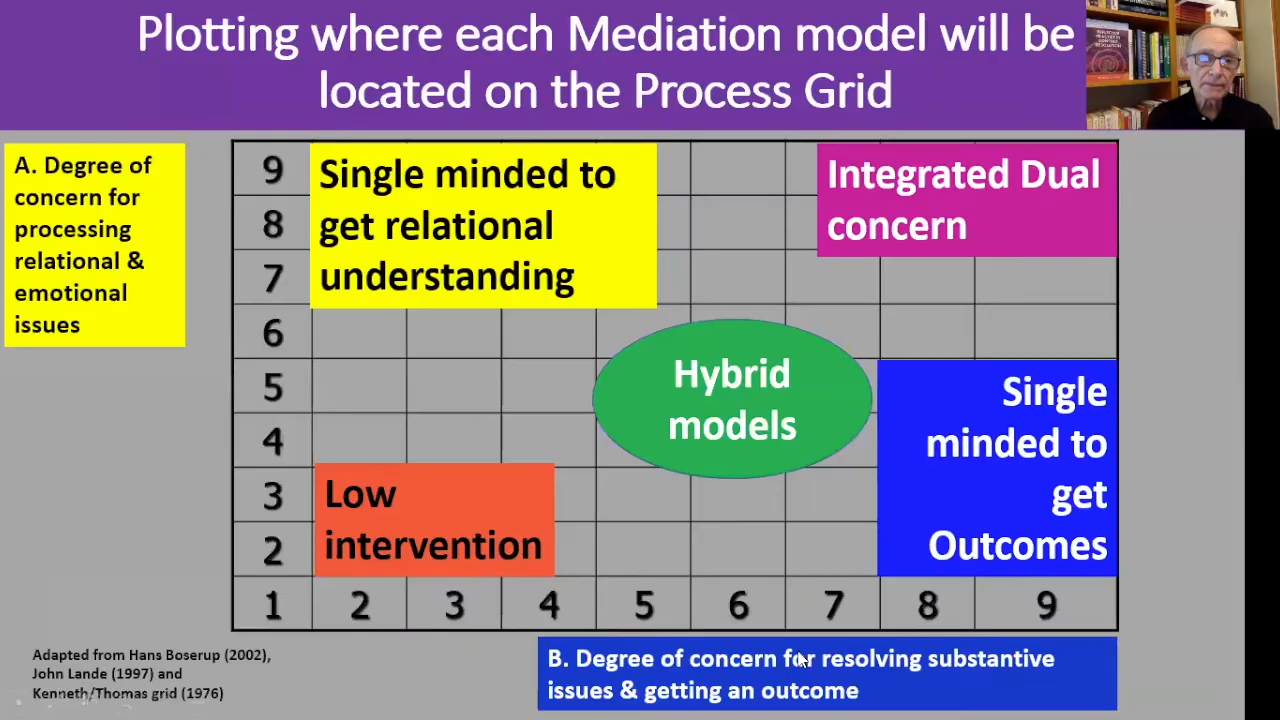 Plotting where each Mediation model will be
located on the Process Grid
A. Degree of
concern for
processing
relational &
emotional
issues
9
8
7
6
5
4
3
2
1 2 3 4 5 6 7 8 9
Single minded to
get relational
understanding
Integrated Dual
concern
Hybrid
models
Single
minded to
get
Outcomes
Low
intervention
B. Degree of concern for resolving substantive
issues & getting an outcome
Adapted from Hans Boserup (2002),
John Lande (1997) and
Kenneth/Thomas grid (1976)